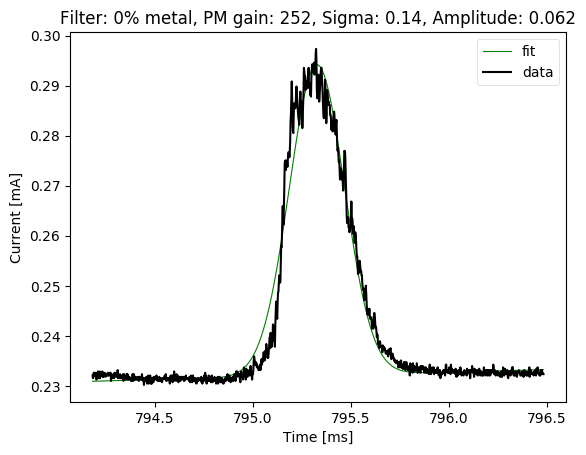 Filter: 0% metal, PM gain: 252, Sigma: 0.14, Amplitude: 0.062
0.30
fit
data
0.29
0.28
0.27
Current [mA]
0.26
0.25
0.24
0.23
794.5 795.0 795.5 796.0 796.5
Time [ms]